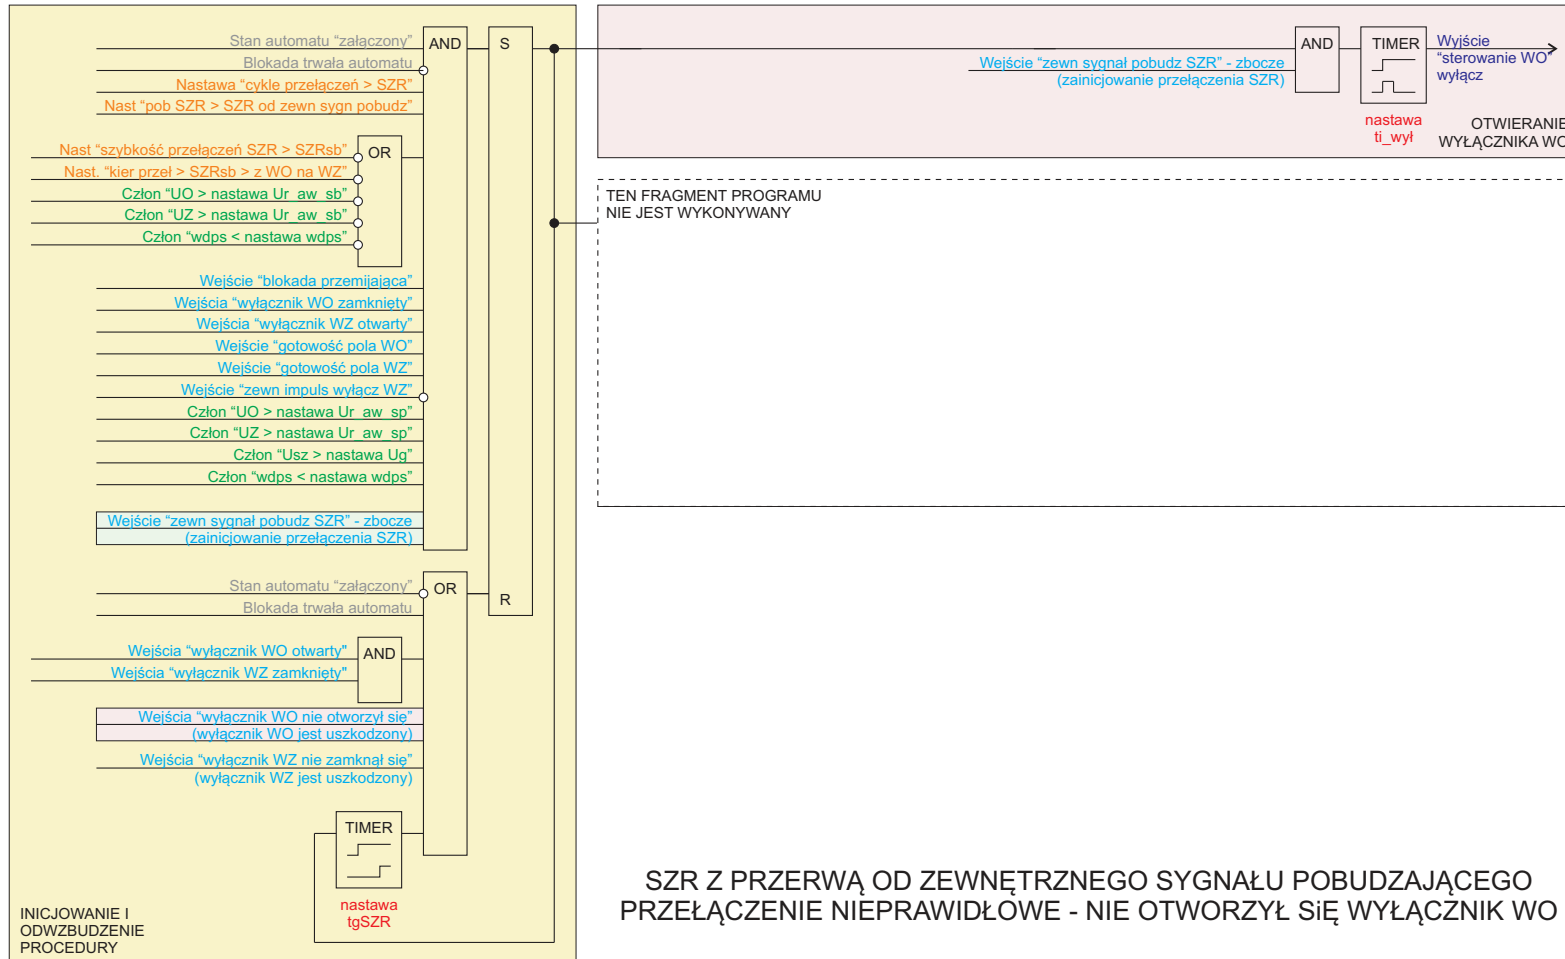 Stan automatu “załączony”
Blokada trwała automatu
Nastawa “cykle przełączeń > SZR”
Nast “pob SZR > SZR od zewn sygn pobudz”
AND
S
Nast “szybkość przełączeń SZR > SZRsb”
Nast. “kier przeł > SZRsb > z WO na WZ”
Człon “UO > nastawa Ur_aw_sb”
Człon “UZ > nastawa Ur_aw_sb”
Człon “wdps < nastawa wdps”
OR
Wejście “blokada przemijająca”
Wejścia “wyłącznik WO zamknięty”
Wejścia “wyłącznik WZ otwarty”
Wejście “gotowość pola WO”
Wejście “gotowość pola WZ”
Wejście “zewn impuls wyłącz WZ”
Człon “UO > nastawa Ur_aw_sp”
Człon “UZ > nastawa Ur_aw_sp”
Człon “Usz > nastawa Ug”
Człon “wdps < nastawa wdps”
Wejście “zewn sygnał pobudz SZR” - zbocze
(zainicjowanie przełączenia SZR)
Stan automatu “załączony”
Blokada trwała automatu
OR
R
Wejścia “wyłącznik WO otwarty”
Wejścia “wyłącznik WZ zamknięty”
AND
Wejścia “wyłącznik WO nie otworzył się”
(wyłącznik WO jest uszkodzony)
Wejścia “wyłącznik WZ nie zamknął się”
(wyłącznik WZ jest uszkodzony)
TIMER
nastawa
tgSZR
INICJOWANIE I
ODWZBUDZENIE
PROCEDURY
Wejście “zewn sygnał pobudz SZR” - zbocze
(zainicjowanie przełączenia SZR)
AND
TIMER
nastawa
ti_wył
Wyjście
“sterowanie WO”
wyłącz
OTWIERANIE
WYŁĄCZNIKA WO
TEN FRAGMENT PROGRAMU
NIE JEST WYKONYWANY
SZR Z PRZERWĄ OD ZEWNĘTRZNEGO SYGNAŁU POBUDZAJĄCEGO
PRZEŁĄCZENIE NIEPRAWIDŁOWE - NIE OTWORZYŁ SiĘ WYŁĄCZNIK WO